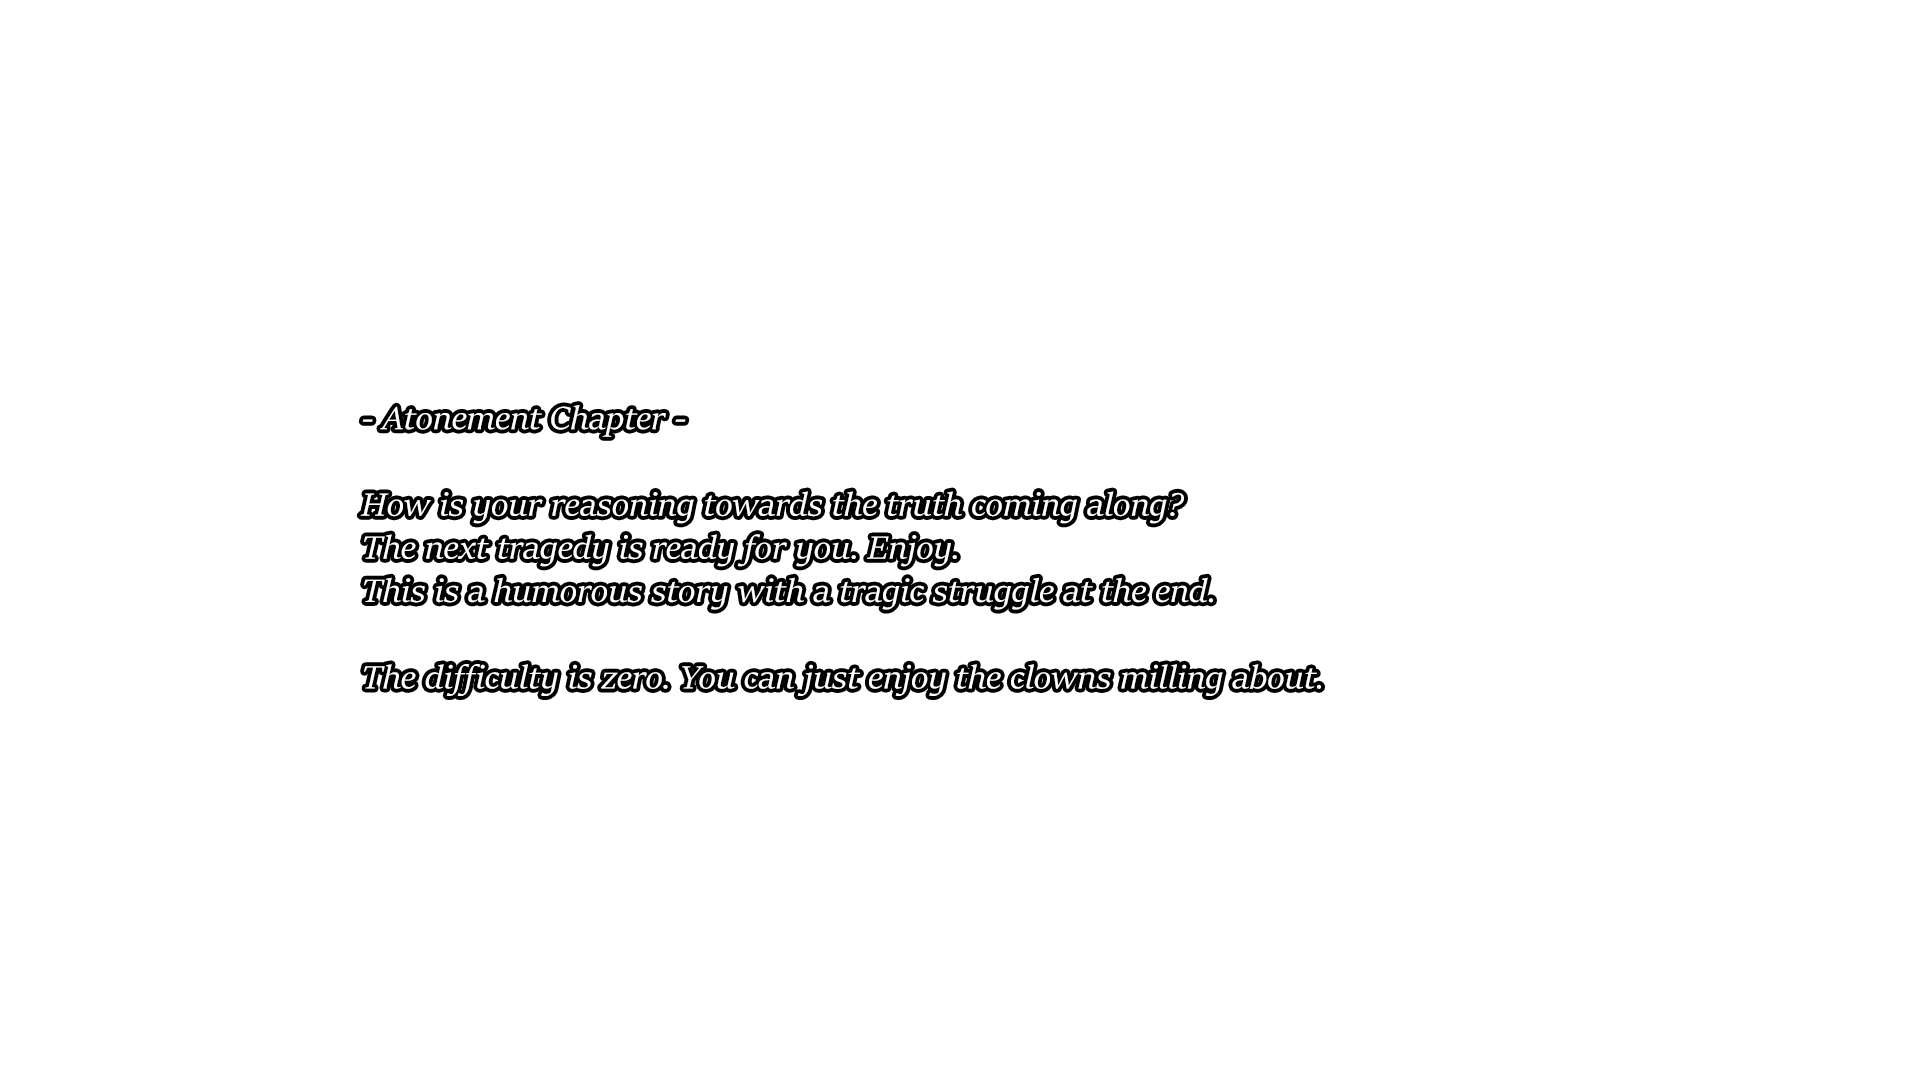 - Atonement Chapter -
How is your reasoning towards the truth coming along?
The next tragedy is ready for you. Enjoy.
This is a humorous story with a tragic struggle at the end.
The difficulty is zero. You can just enjoy the clowns milling about.